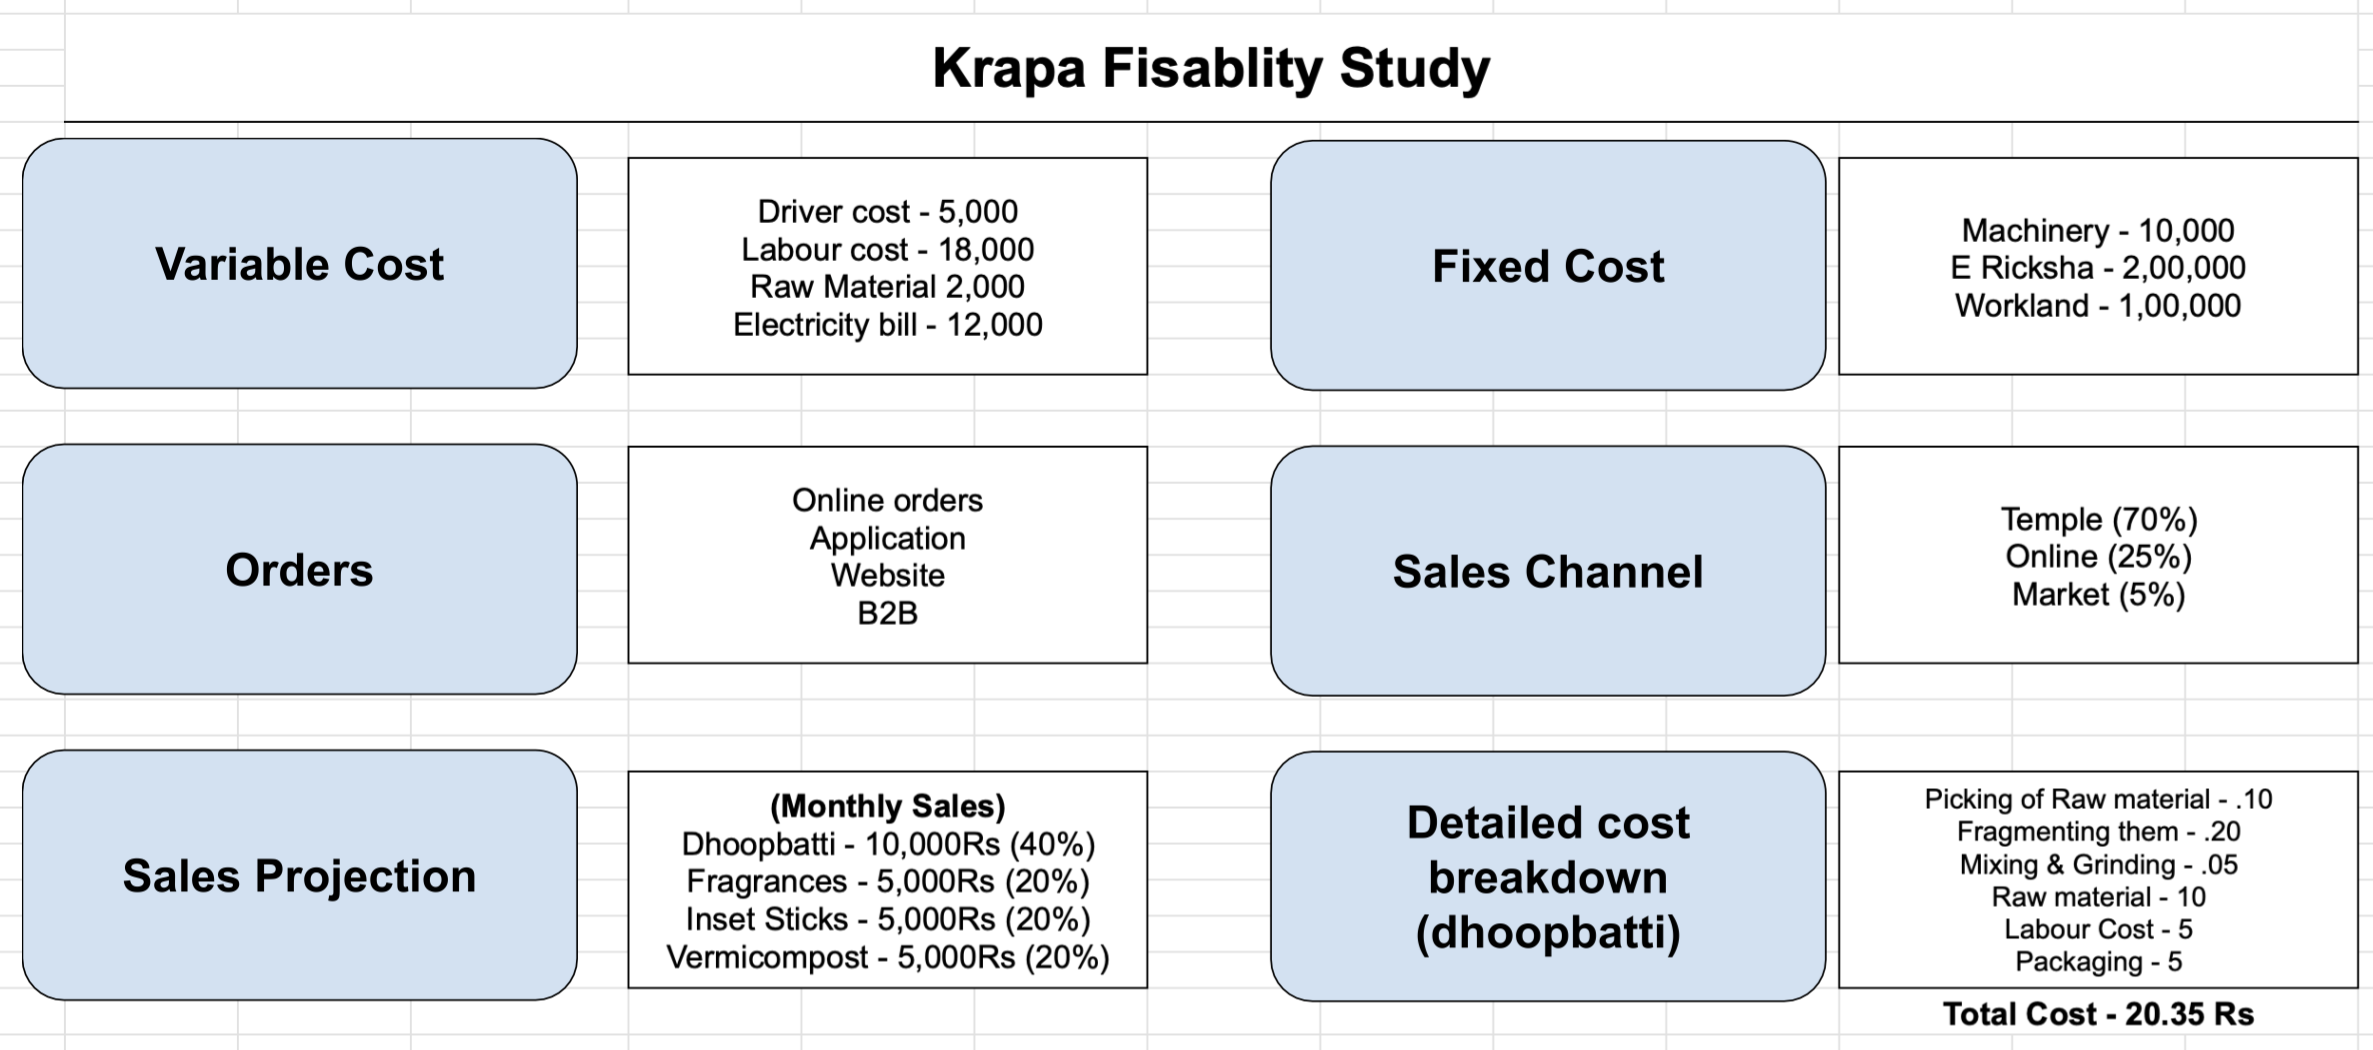 Krapa Fisablity Study
Variable Cost
Driver cost - 5,000
Labour cost - 18,000
Raw Material 2,000
Electricity bill - 12,000
Fixed Cost
Machinery - 10,000
E Ricksha - 2,00,000
Workland - 1,00,000
Orders
Online orders
Application
Website
B2B
Sales Channel
Temple (70%)
Online (25%)
Market (5%)
Sales Projection
(Monthly Sales)
Dhoopbatti - 10,000Rs (40%)
Fragrances - 5,000Rs (20%)
Inset Sticks - 5,000Rs (20%)
Vermicompost - 5,000Rs (20%)
Detailed cost
breakdown
(dhoopbatti)
Picking of Raw material - .10
Fragmenting them - .20
Mixing & Grinding - .05
Raw material - 10
Labour Cost - 5
Packaging - 5
Total Cost - 20.35 Rs